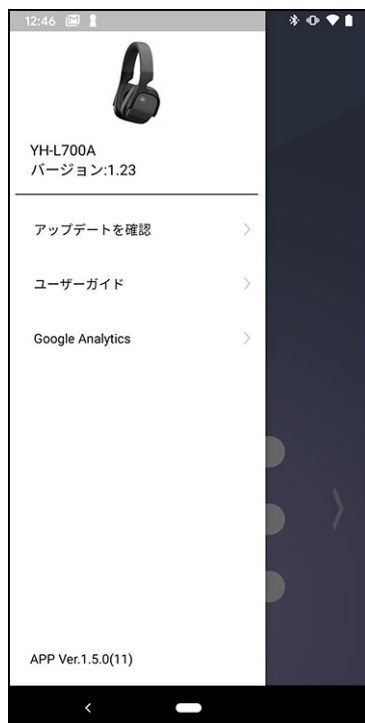 12:46
YH-L700A
バージョン:1.23
アップデートを確認
ユーザーガイド
Google Analytics
APP Ver.1.5.0(11)